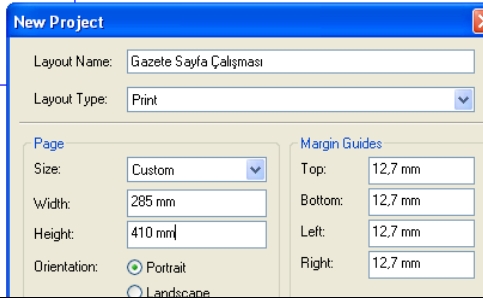 New Project
Layout Name: Gazete Sayfa Çalışması
Layout Type: Print
Page
Size: Custom
Width: 285 mm
Height: 410 mm
Orientation: Portrait
Landscape
Margin Guides
Top: 12,7 mm
Bottom: 12,7 mm
Left: 12,7 mm
Right: 12,7 mm